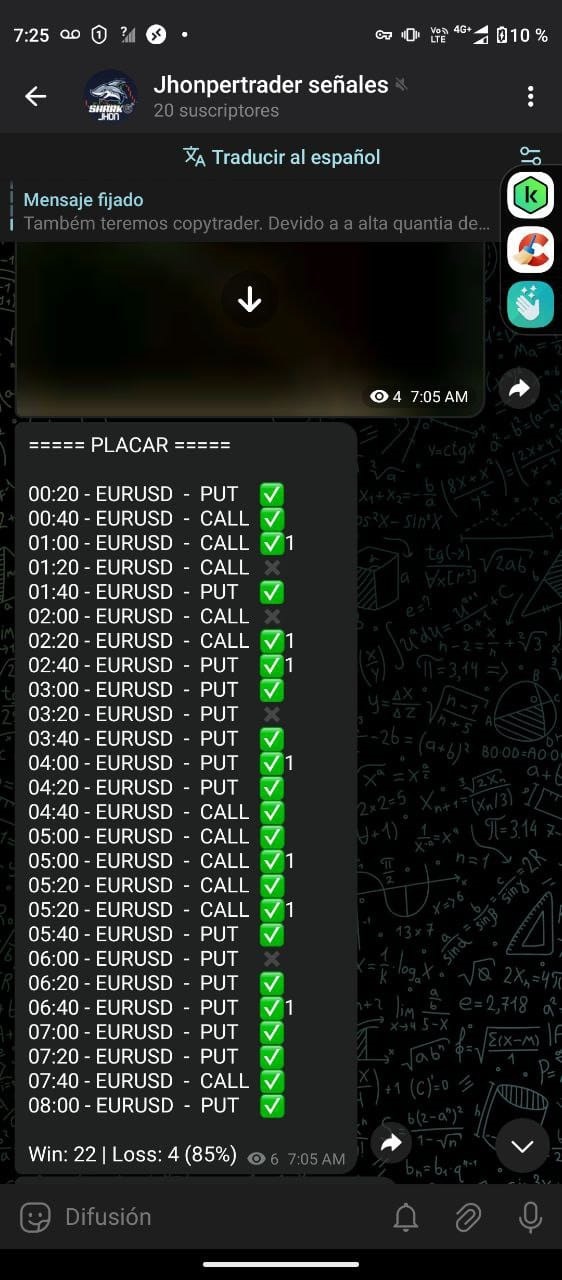 7:25
Vo)) LTE
4G+
10 %
Jhonpertrader señales
20 suscriptores
SHARK JHON
Traducir al español
Mensaje fijado
Também teremos copytrader. Devido a a alta quantia de...
4 7:05 AM
===== PLACAR =====
00:20 - EURUSD - PUT ✅
00:40 - EURUSD - CALL ✅
01:00 - EURUSD - CALL ✅1
01:20 - EURUSD - CALL ✖
01:40 - EURUSD - PUT ✅
02:00 - EURUSD - CALL ✖
02:20 - EURUSD - CALL ✅1
02:40 - EURUSD - PUT ✅1
03:00 - EURUSD - PUT ✅
03:20 - EURUSD - PUT ✖
03:40 - EURUSD - PUT ✅
04:00 - EURUSD - PUT ✅1
04:20 - EURUSD - PUT ✅
04:40 - EURUSD - CALL ✅
05:00 - EURUSD - CALL ✅
05:00 - EURUSD - CALL ✅1
05:20 - EURUSD - CALL ✅
05:20 - EURUSD - CALL ✅1
05:40 - EURUSD - PUT ✅
06:00 - EURUSD - PUT ✖
06:20 - EURUSD - PUT ✅
06:40 - EURUSD - PUT ✅1
07:00 - EURUSD - PUT ✅
07:20 - EURUSD - PUT ✅
07:40 - EURUSD - CALL ✅
08:00 - EURUSD - PUT ✅
Win: 22 | Loss: 4 (85%) 6 7:05 AM
Difusión